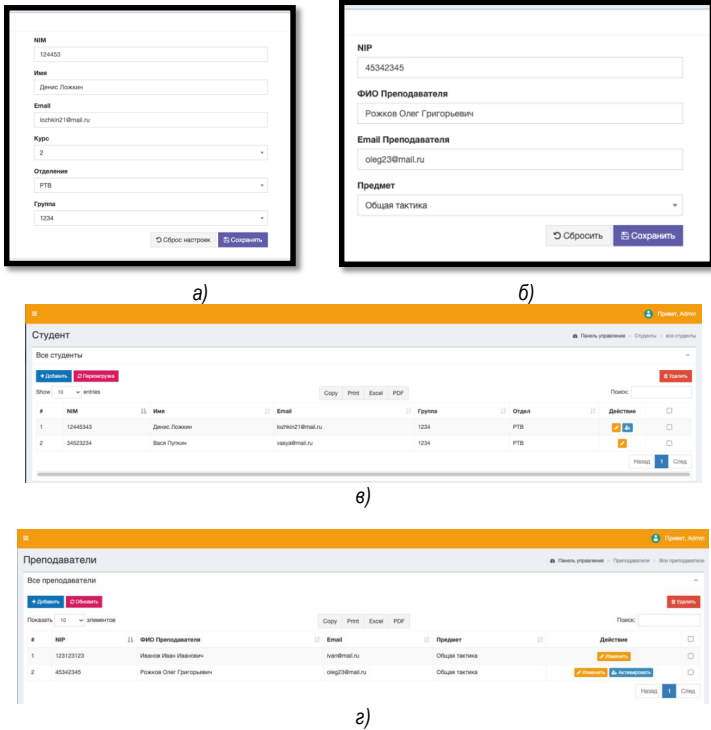 NIM
124453
Имя
Денис Ложкин
Email
lozhkin21@mail.ru
Курс
2
Отделение
РТВ
Группа
1234
Сброс настроек Сохранить
а)
NIP
45342345
ФИО Преподавателя
Рожков Олег Григорьевич
Email Преподавателя
oleg23@mail.ru
Предмет
Общая тактика
Сбросить Сохранить
б)
Привет, Admin
Студент Панель управления > Студенты > все студенты
Все студенты
+ Добавить Перезагрузка Удалить
Show 10 entries Copy Print Excel PDF Поиск:
# NIM Имя Email Группа Отдел Действие
1 12445343 Денис Ложкин lozhkin21@mail.ru 1234 РТВ
2 34523234 Вася Пупкин vasya@mail.ru 1234 РТВ
Назад 1 След
в)
Привет, Admin
Преподаватели Панель управления > Преподаватели > Все преподаватели
Все преподаватели
+ Добавить Обновить Удалить
Показать 10 элементов Copy Print Excel PDF Поиск:
# NIP ФИО Преподавателя Email Предмет Действие
1 123123123 Иванов Иван Иванович ivan@mail.ru Общая тактика Изменить
2 45342345 Рожков Олег Григорьевич oleg23@mail.ru Общая тактика Изменить Активировать
Назад 1 След
г)